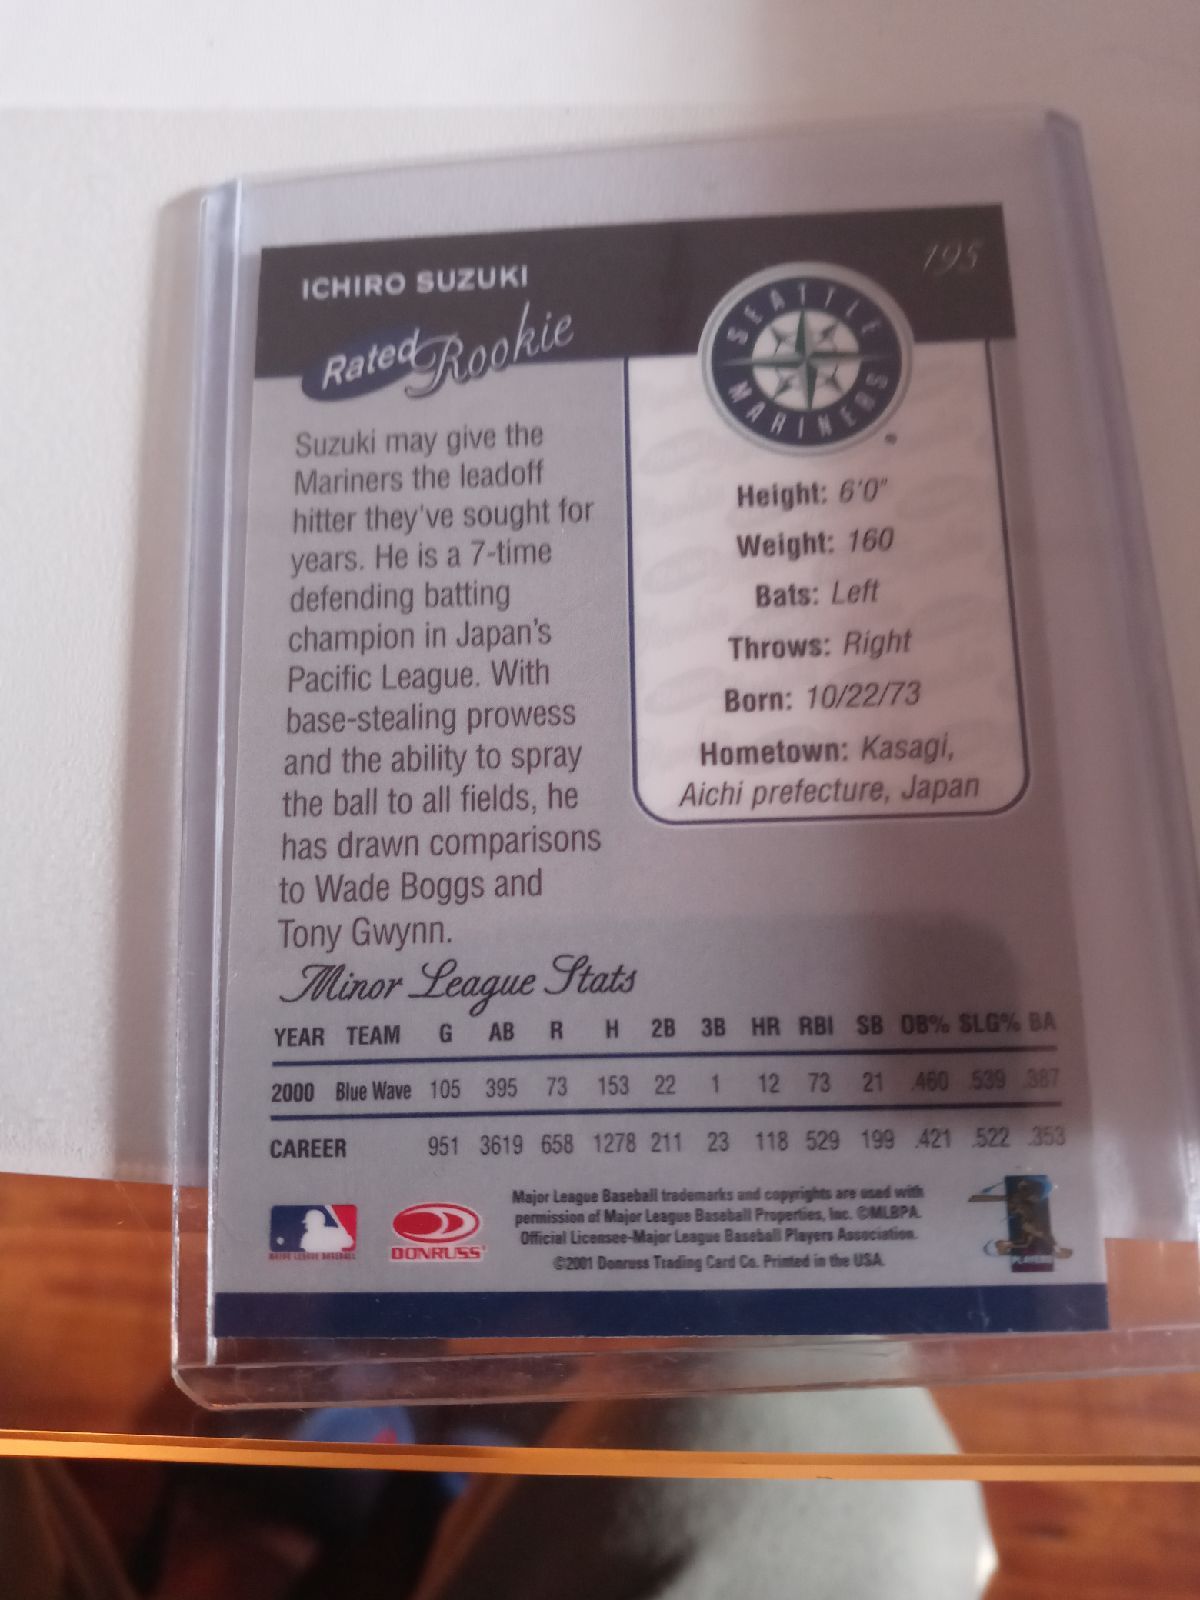 195
ICHIRO SUZUKI
Rated Rookie
SEATTLE MARINERS
Suzuki may give the
Mariners the leadoff
hitter they've sought for
years. He is a 7-time
defending batting
champion in Japan's
Pacific League. With
base-stealing prowess
and the ability to spray
the ball to all fields, he
has drawn comparisons
to Wade Boggs and
Tony Gwynn.
Height: 6'0"
Weight: 160
Bats: Left
Throws: Right
Born: 10/22/73
Hometown: Kasagi,
Aichi prefecture, Japan
Minor League Stats
YEAR TEAM G AB R H 2B 3B HR RBI SB OB% SLG% BA
2000 Blue Wave 105 395 73 153 22 1 12 73 21 .460 .539 .387
CAREER 951 3619 658 1278 211 23 118 529 199 .421 .522 .353
MAJOR LEAGUE BASEBALL
DONRUSS
Major League Baseball trademarks and copyrights are used with
permission of Major League Baseball Properties, Inc. ©MLBPA.
Official Licensee-Major League Baseball Players Association.
©2001 Donruss Trading Card Co. Printed in the USA.